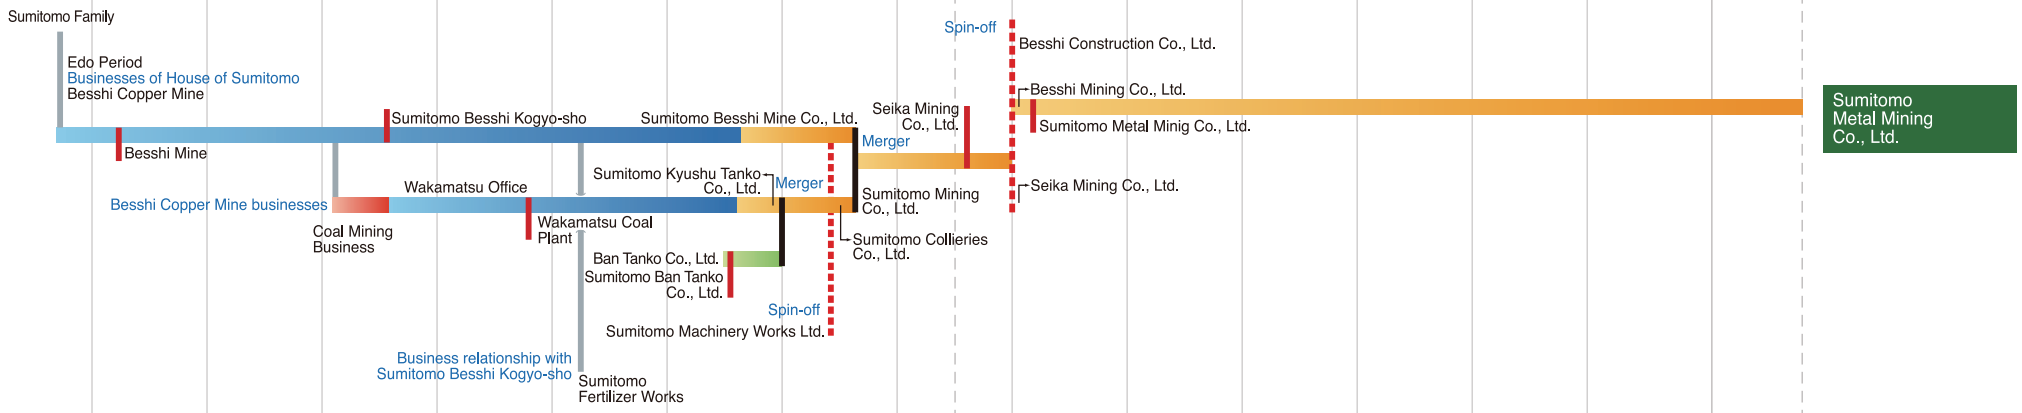 Sumitomo Family
Edo Period
Businesses of House of Sumitomo
Besshi Copper Mine
Besshi Mine
Sumitomo Besshi Kogyo-sho
Sumitomo Besshi Mine Co., Ltd.
Besshi Copper Mine businesses
Coal Mining
Business
Wakamatsu Office
Wakamatsu Coal
Plant
Sumitomo Kyushu Tanko
Co., Ltd.
Merger
Ban Tanko Co., Ltd.
Sumitomo Ban Tanko
Co., Ltd.
Spin-off
Sumitomo Machinery Works Ltd.
Business relationship with
Sumitomo Besshi Kogyo-sho
Sumitomo
Fertilizer Works
Merger
Sumitomo Mining
Co., Ltd.
Sumitomo Collieries
Co., Ltd.
Seika Mining
Co., Ltd.
Spin-off
Besshi Construction Co., Ltd.
Besshi Mining Co., Ltd.
Sumitomo Metal Minig Co., Ltd.
Seika Mining Co., Ltd.
Sumitomo
Metal Mining
Co., Ltd.